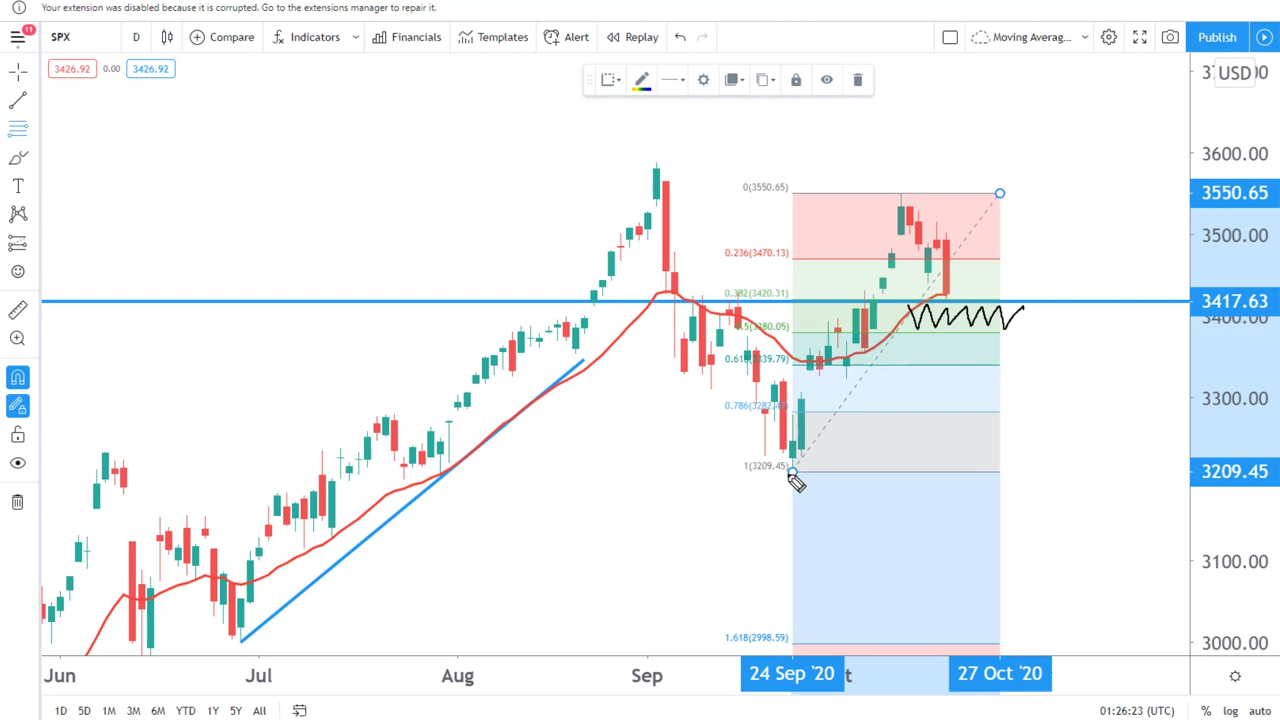 Your extension was disabled because it is corrupted. Go to the extensions manager to repair it.
11
SPX D Compare Indicators Financials Templates Alert Replay Moving Averag... Publish
3426.92 0.00 3426.92
USD
3600.00
3550.65
3500.00
3417.63
3400.00
3300.00
3209.45
3100.00
3000.00
0(3550.65)
0.236(3470.13)
0.382(3420.31)
0.5(3380.05)
0.618(3339.79)
1(3209.45)
1.618(2998.59)
Jun Jul Aug Sep 24 Sep '20 27 Oct '20
1D 5D 1M 3M 6M YTD 1Y 5Y All 01:26:23 (UTC) % log auto